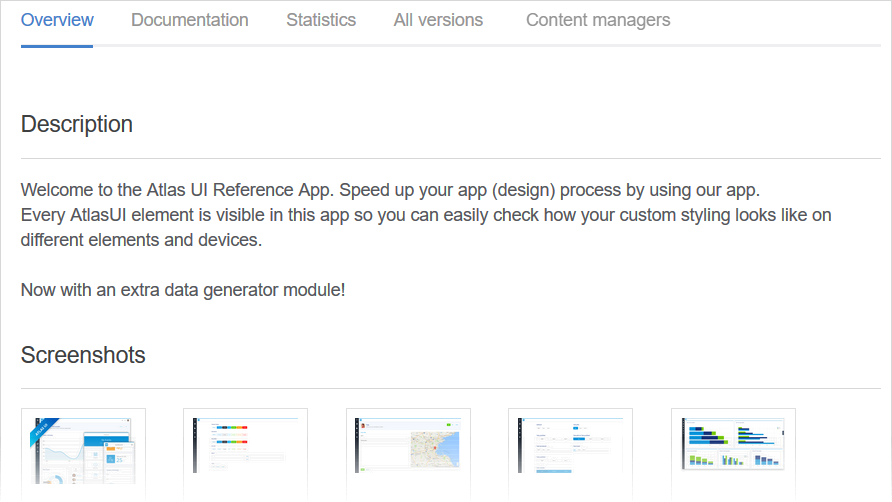 Overview Documentation Statistics All versions Content managers
Description
Welcome to the Atlas UI Reference App. Speed up your app (design) process by using our app.
Every AtlasUI element is visible in this app so you can easily check how your custom styling looks like on
different elements and devices.
Now with an extra data generator module!
Screenshots